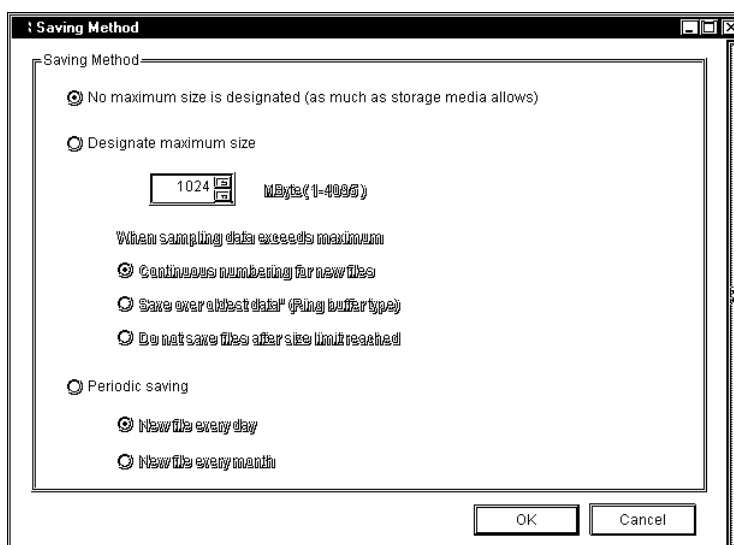 Saving Method
Saving Method
No maximum size is designated (as much as storage media allows)
Designate maximum size
1024 MByte(1-4095)
When sampling data exceeds maximum
Continuous numbering for new files
Save over oldest data" (Ring buffer type)
Do not save files after size limit reached
Periodic saving
New file every day
New file every month
OK Cancel